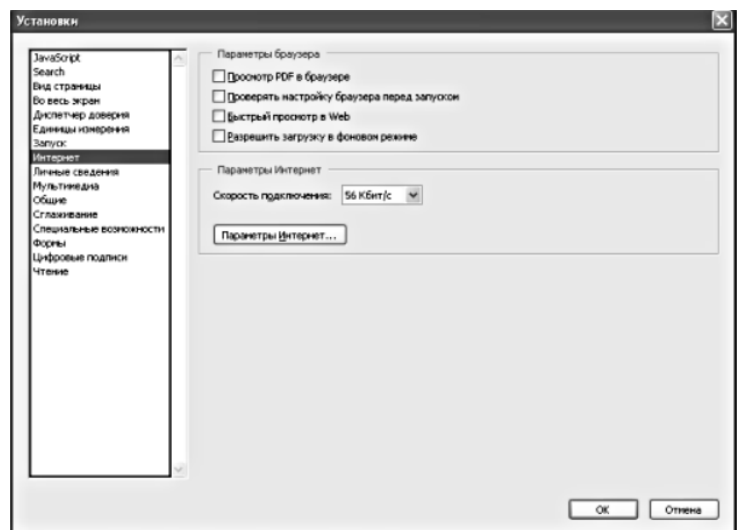 Установки
JavaScript
Search
Вид страницы
Во весь экран
Диспетчер доверия
Единицы измерения
Запуск
Интернет
Личные сведения
Мультимедиа
Общие
Сглаживание
Специальные возможности
Формы
Цифровые подписи
Чтение
Параметры браузера
Просмотр PDF в браузере
Проверять настройку браузера перед запуском
Быстрый просмотр в Web
Разрешить загрузку в фоновом режиме
Параметры Интернет
Скорость подключения: 56 Кбит/с
Параметры Интернет...
ОК
Отмена